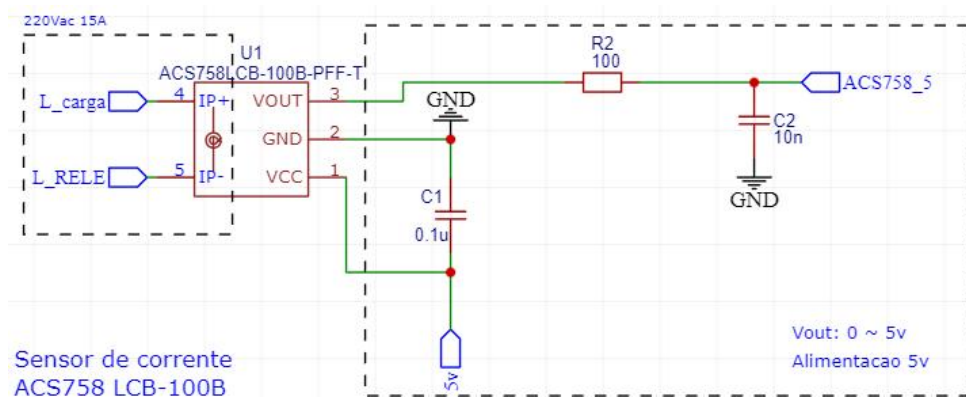 220Vac 15A
U1
ACS758LCB-100B-PFF-T
L_carga
4
IP+
VOUT
3
GND
GND
2
L_RELE
5
IP-
VCC
1
C1
0.1u
5v
R2
100
ACS758_5
C2
10n
GND
Sensor de corrente
ACS758 LCB-100B
Vout: 0 ~ 5v
Alimentacao 5v